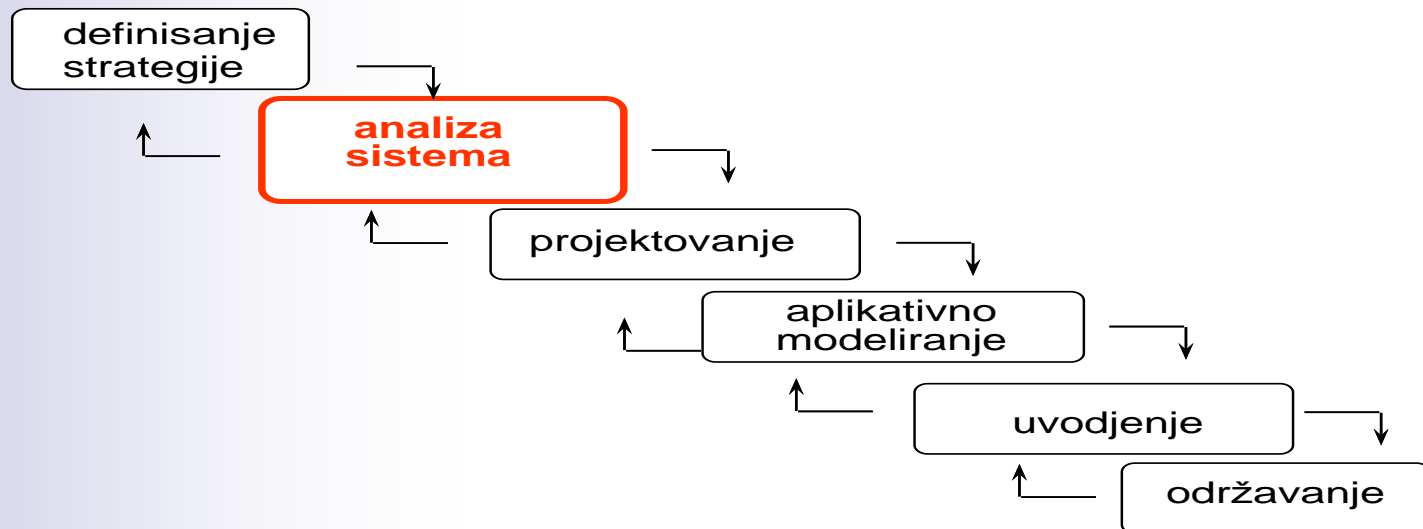 definisanje
strategije
analiza
sistema
projektovanje
aplikativno
modeliranje
uvodjenje
održavanje